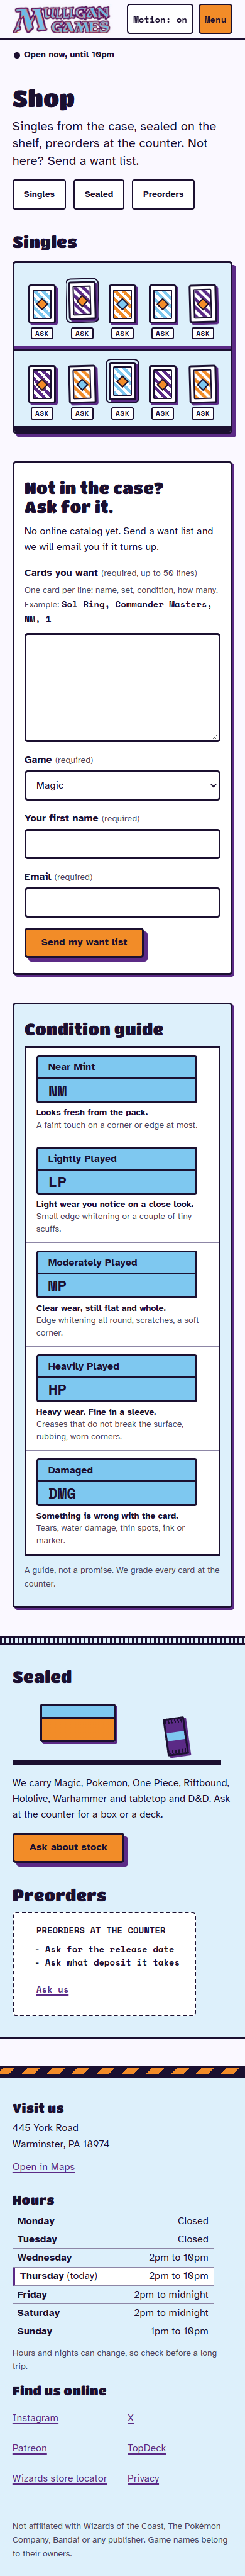 MULLIGAN
GAMES
Motion: on
Menu
Open now, until 10pm
Shop
Singles from the case, sealed on the
shelf, preorders at the counter. Not
here? Send a want list.
Singles
Sealed
Preorders
Singles
ASK
ASK
ASK
ASK
ASK
ASK
ASK
ASK
ASK
ASK
Not in the case?
Ask for it.
No online catalog yet. Send a want list and
we will email you if it turns up.
Cards you want (required, up to 50 lines)
One card per line: name, set, condition, how many.
Example: Sol Ring, Commander Masters,
NM, 1
Game (required)
Magic
Your first name (required)
Email (required)
Send my want list
Condition guide
Near Mint
NM
Looks fresh from the pack.
A faint touch on a corner or edge at most.
Lightly Played
LP
Light wear you notice on a close look.
Small edge whitening or a couple of tiny
scuffs.
Moderately Played
MP
Clear wear, still flat and whole.
Edge whitening all round, scratches, a soft
corner.
Heavily Played
HP
Heavy wear. Fine in a sleeve.
Creases that do not break the surface,
rubbing, worn corners.
Damaged
DMG
Something is wrong with the card.
Tears, water damage, thin spots, ink or
marker.
A guide, not a promise. We grade every card at the
counter.
Sealed
We carry Magic, Pokemon, One Piece, Riftbound,
Hololive, Warhammer and tabletop and D&D. Ask
at the counter for a box or a deck.
Ask about stock
Preorders
PREORDERS AT THE COUNTER
- Ask for the release date
- Ask what deposit it takes
Ask us
Visit us
445 York Road
Warminster, PA 18974
Open in Maps
Hours
Monday Closed
Tuesday Closed
Wednesday 2pm to 10pm
Thursday (today) 2pm to 10pm
Friday 2pm to midnight
Saturday 2pm to midnight
Sunday 1pm to 10pm
Hours and nights can change, so check before a long
trip.
Find us online
Instagram X
Patreon TopDeck
Wizards store locator Privacy
Not affiliated with Wizards of the Coast, The Pokémon
Company, Bandai or any publisher. Game names belong
to their owners.